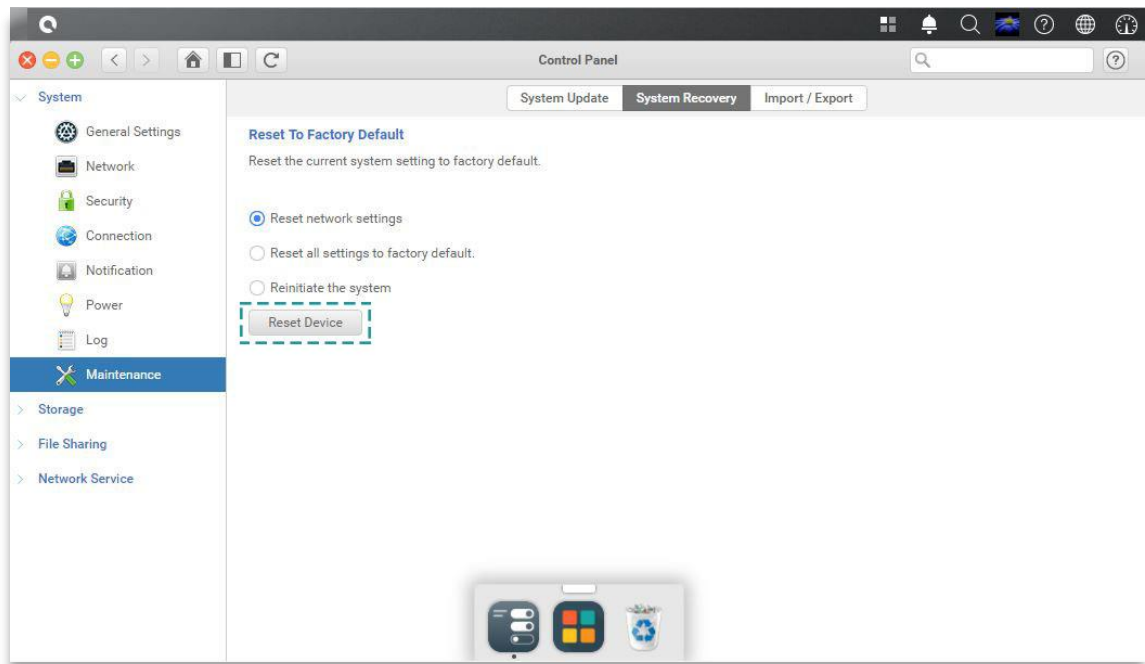 Control Panel
System
General Settings
Network
Security
Connection
Notification
Power
Log
Maintenance
Storage
File Sharing
Network Service
System Update System Recovery Import / Export
Reset To Factory Default
Reset the current system setting to factory default.
Reset network settings
Reset all settings to factory default.
Reinitiate the system
Reset Device